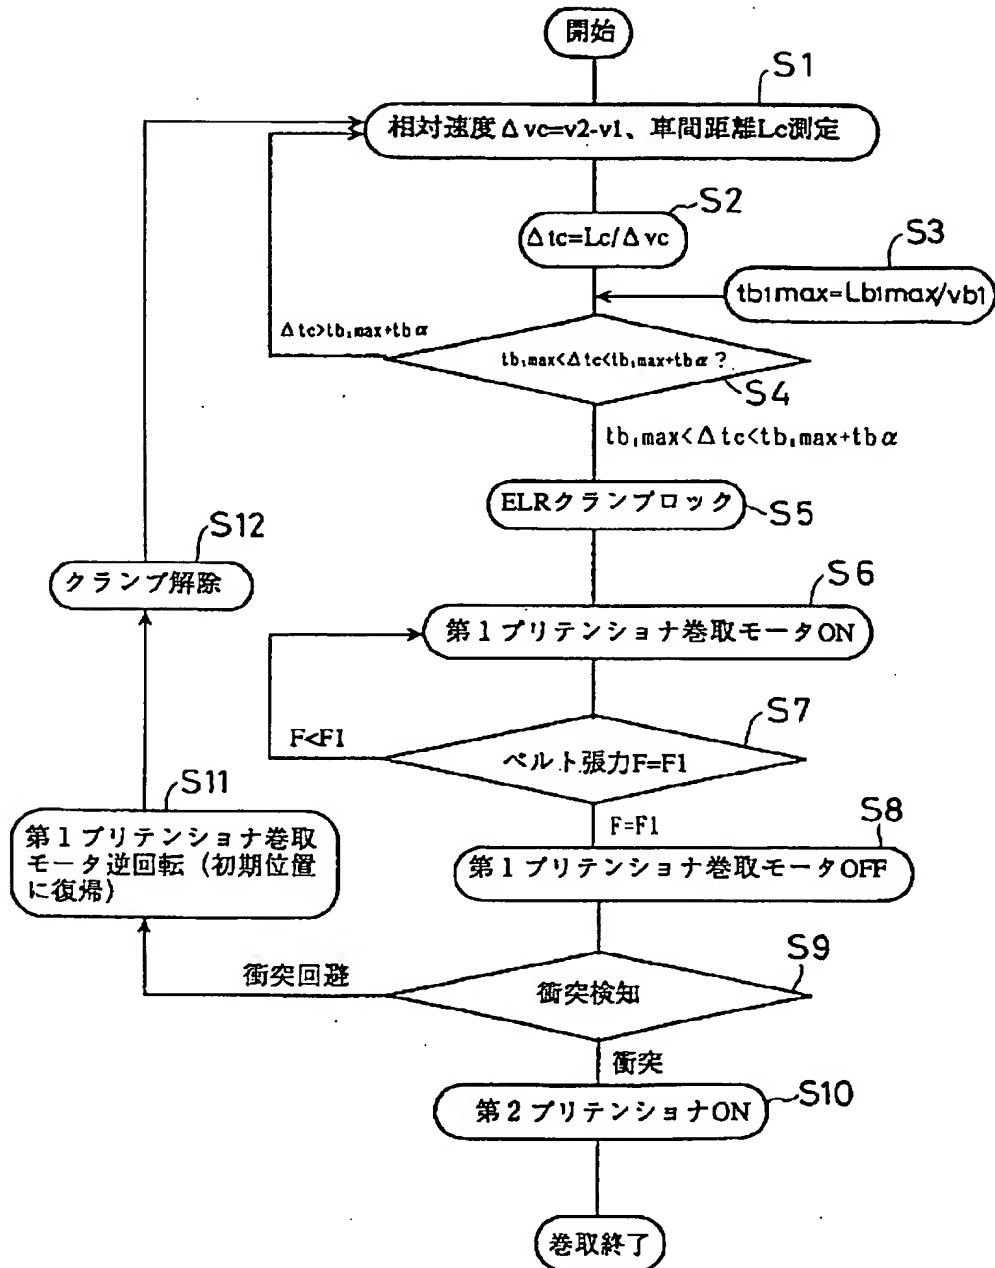 開始
S1
相対速度Δvc=v2-v1、車間距離Lc測定
S2
Δtc=Lc/Δvc
S3
tb1max=Lb1max/vb1
Δtc>tb₁max+tbα
tb₁max<Δtc<tb₁max+tbα?
S4
tb₁max<Δtc<tb₁max+tbα
ELRクランプロック
S5
S12
クランプ解除
S6
第1プリテンショナ巻取モータON
S7
F<F1
ベルト張力F=F1
S11
第1プリテンショナ巻取
モータ逆回転(初期位置
に復帰)
F=F1
S8
第1プリテンショナ巻取モータOFF
S9
衝突回避
衝突検知
衝突
第2プリテンショナON
S10
巻取終了